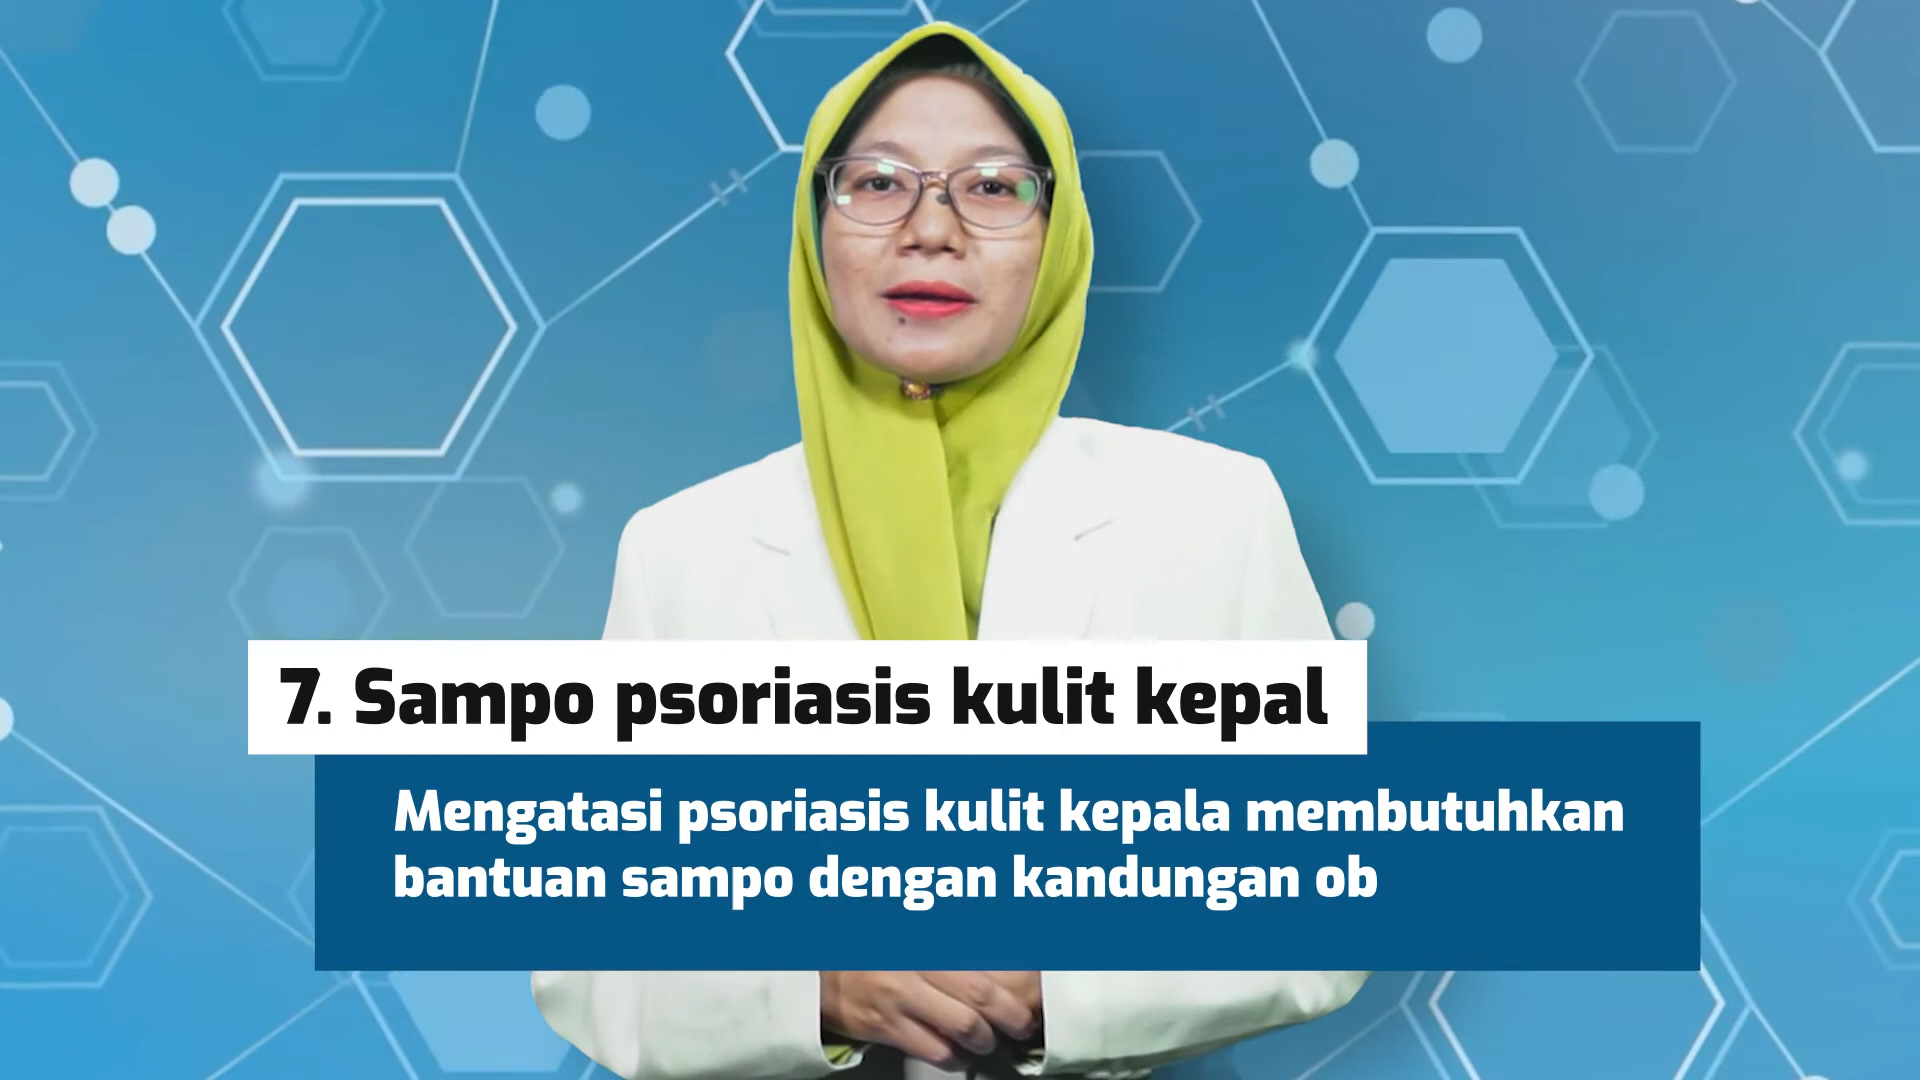 7. Sampo psoriasis kulit kepal
Mengatasi psoriasis kulit kepala membutuhkan
bantuan sampo dengan kandungan ob